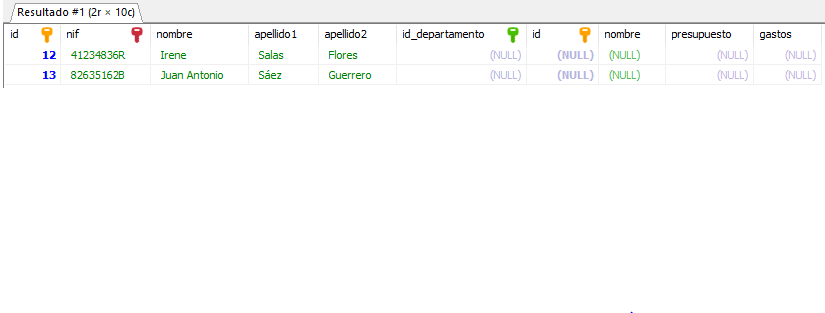 Resultado #1 (2r × 10c)
id nif nombre apellido1 apellido2 id_departamento id nombre presupuesto gastos
12 41234836R Irene Salas Flores (NULL) (NULL) (NULL) (NULL) (NULL)
13 82635162B Juan Antonio Sáez Guerrero (NULL) (NULL) (NULL) (NULL) (NULL)